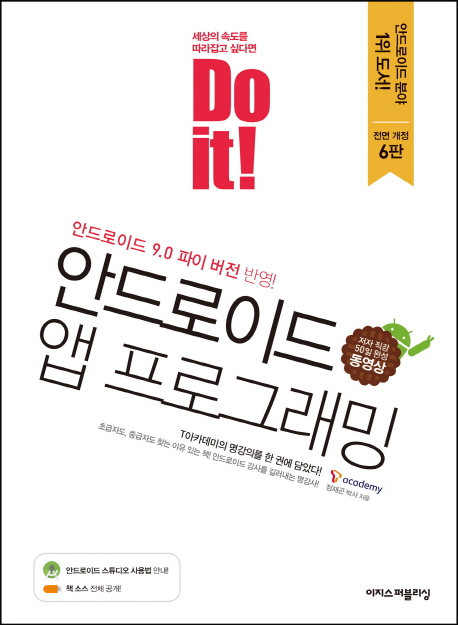 세상의 속도를
따라잡고 싶다면
Do
it!
안드로이드 분야
1위 도서!
전면 개정
6판
안드로이드 9.0 파이 버전 반영!
안드로이드
앱 프로그래밍
저자 직강
50일 완성
동영상
T아카데미의 명강의를 한 권에 담았다!
초급자도, 중급자도 찾는 이유 있는 책! 안드로이드 강사를 길러내는 명강사!
T academy
정재곤 박사 지음
안드로이드 스튜디오 사용법 안내!
책 소스 전체 공개!
이지스퍼블리싱